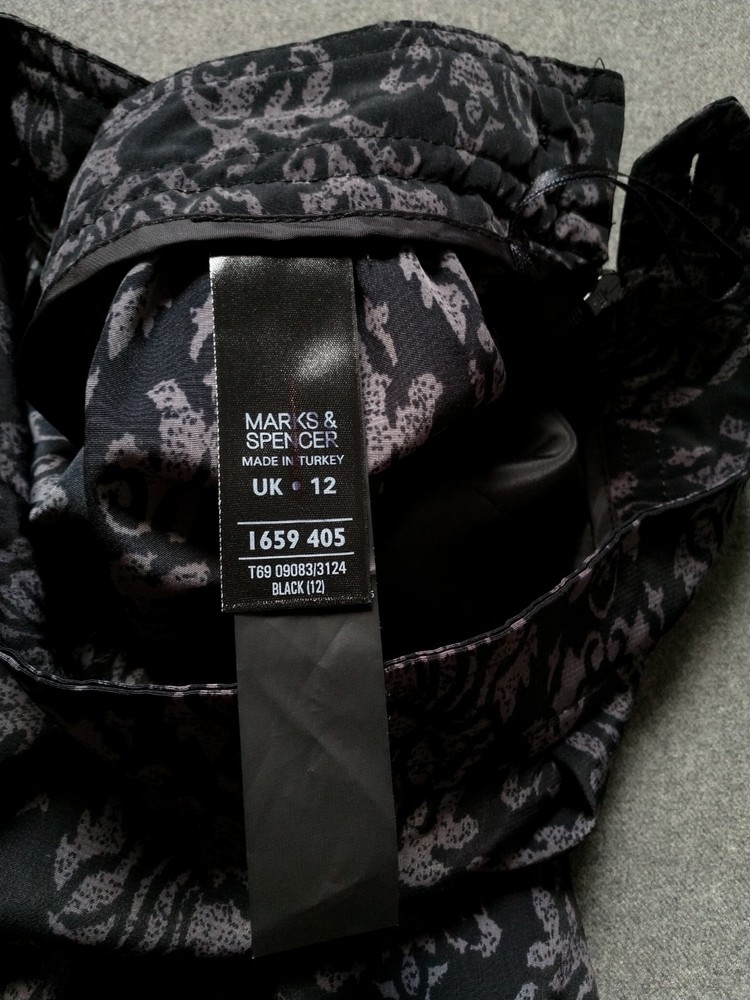 MARKS &
SPENCER
MADE IN TURKEY
UK • 12
1659 405
T69 09083/3124
BLACK (12)